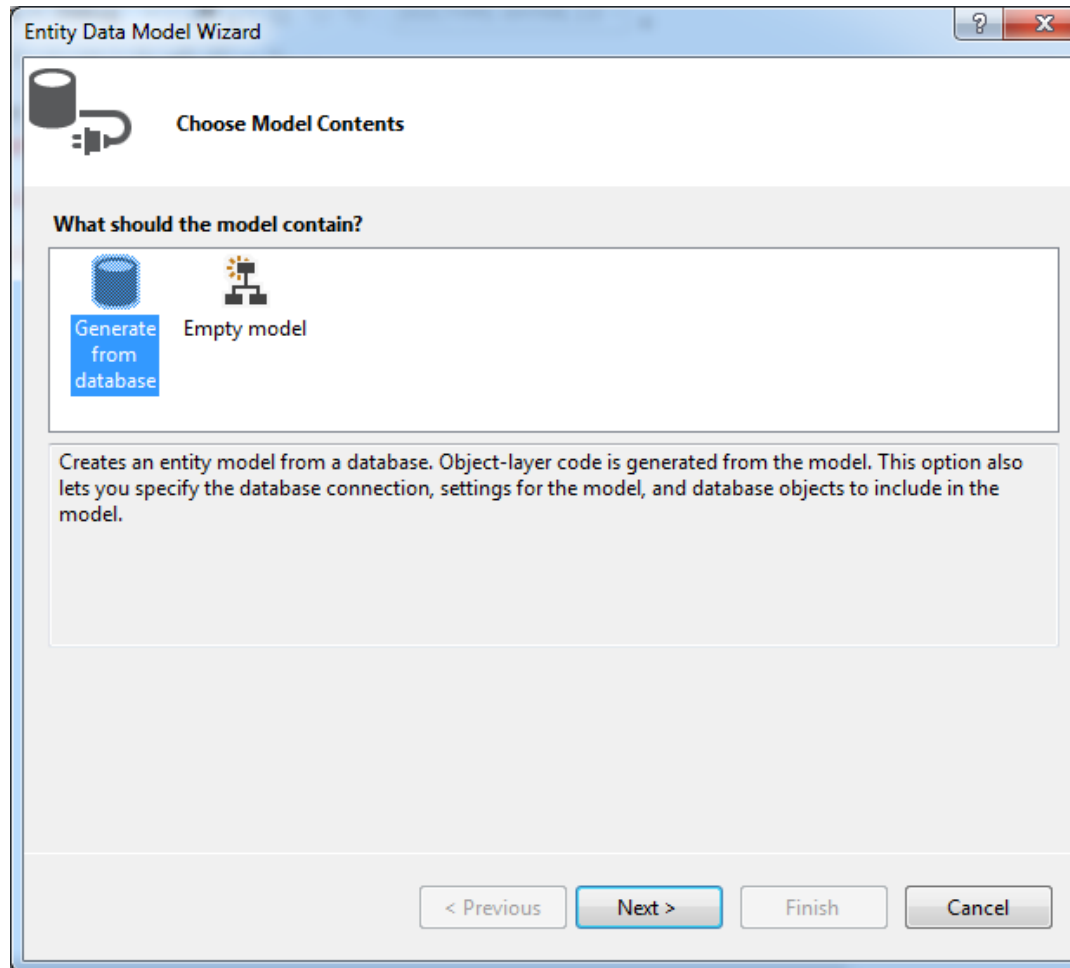 Entity Data Model Wizard
?
X
Choose Model Contents
What should the model contain?
Generate
from
database
Empty model
Creates an entity model from a database. Object-layer code is generated from the model. This option also
lets you specify the database connection, settings for the model, and database objects to include in the
model.
< Previous
Next >
Finish
Cancel